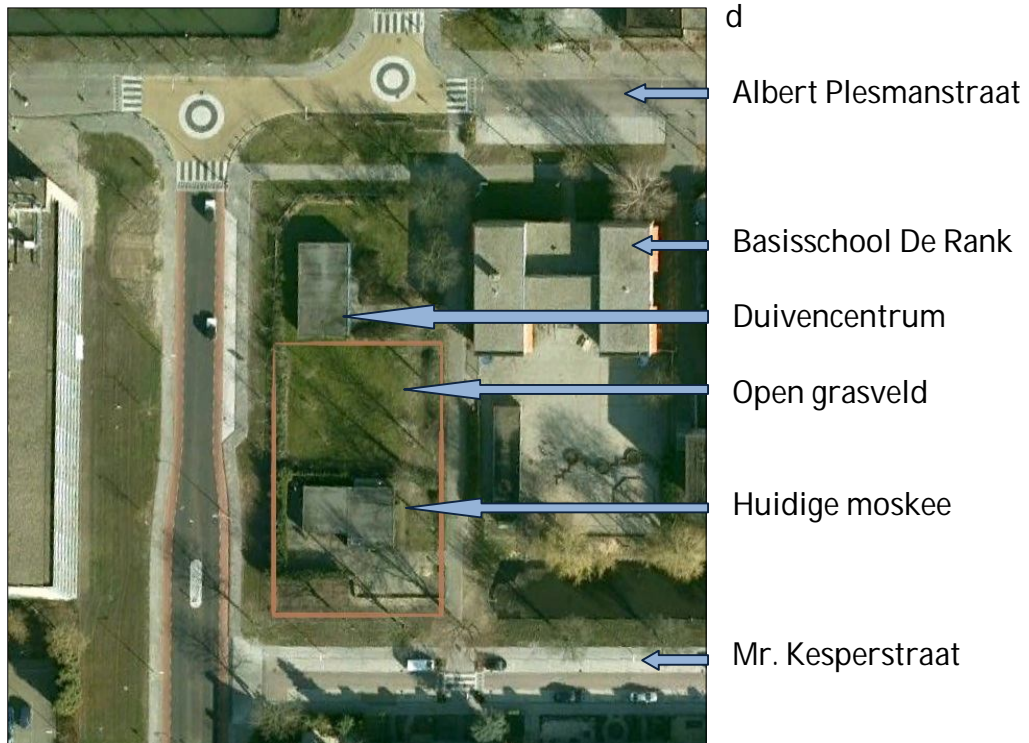 d
Albert Plesmanstraat
Basisschool De Rank
Duivencentrum
Open grasveld
Huidige moskee
Mr. Kesperstraat